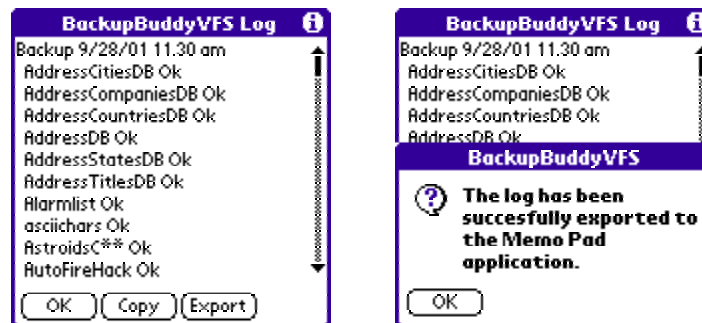 BackupBuddyVFS Log
Backup 9/28/01 11.30 am
AddressCitiesDB Ok
AddressCompaniesDB Ok
AddressCountriesDB Ok
AddressDB Ok
AddressStatesDB Ok
AddressTitlesDB Ok
Alarmlist Ok
asciichars Ok
AstroidsC** Ok
AutoFireHack Ok
OK
Copy
Export
BackupBuddyVFS Log
Backup 9/28/01 11.30 am
AddressCitiesDB Ok
AddressCompaniesDB Ok
AddressCountriesDB Ok
AddressDB Ok
BackupBuddyVFS
The log has been
succesfully exported to
the Memo Pad
application.
OK